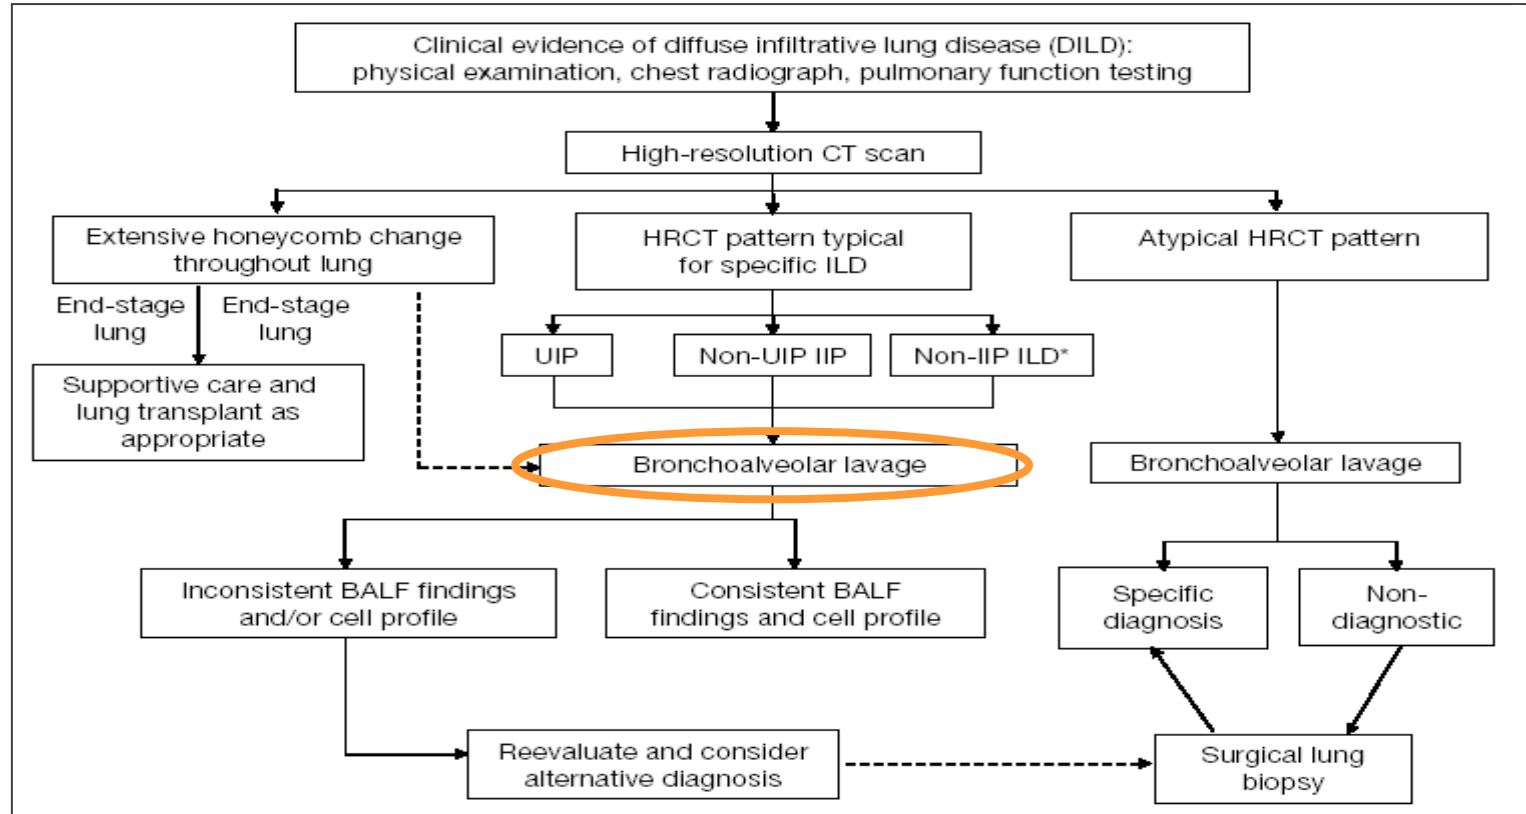 Clinical evidence of diffuse infiltrative lung disease (DILD):
physical examination, chest radiograph, pulmonary function testing
High-resolution CT scan
Extensive honeycomb change
throughout lung
HRCT pattern typical
for specific ILD
Atypical HRCT pattern
End-stage
lung
End-stage
lung
UIP
Non-UIP IIP
Non-IIP ILD*
Supportive care and
lung transplant as
appropriate
Bronchoalveolar lavage
Bronchoalveolar lavage
Inconsistent BALF findings
and/or cell profile
Consistent BALF
findings and cell profile
Specific
diagnosis
Non-
diagnostic
Reevaluate and consider
alternative diagnosis
Surgical lung
biopsy